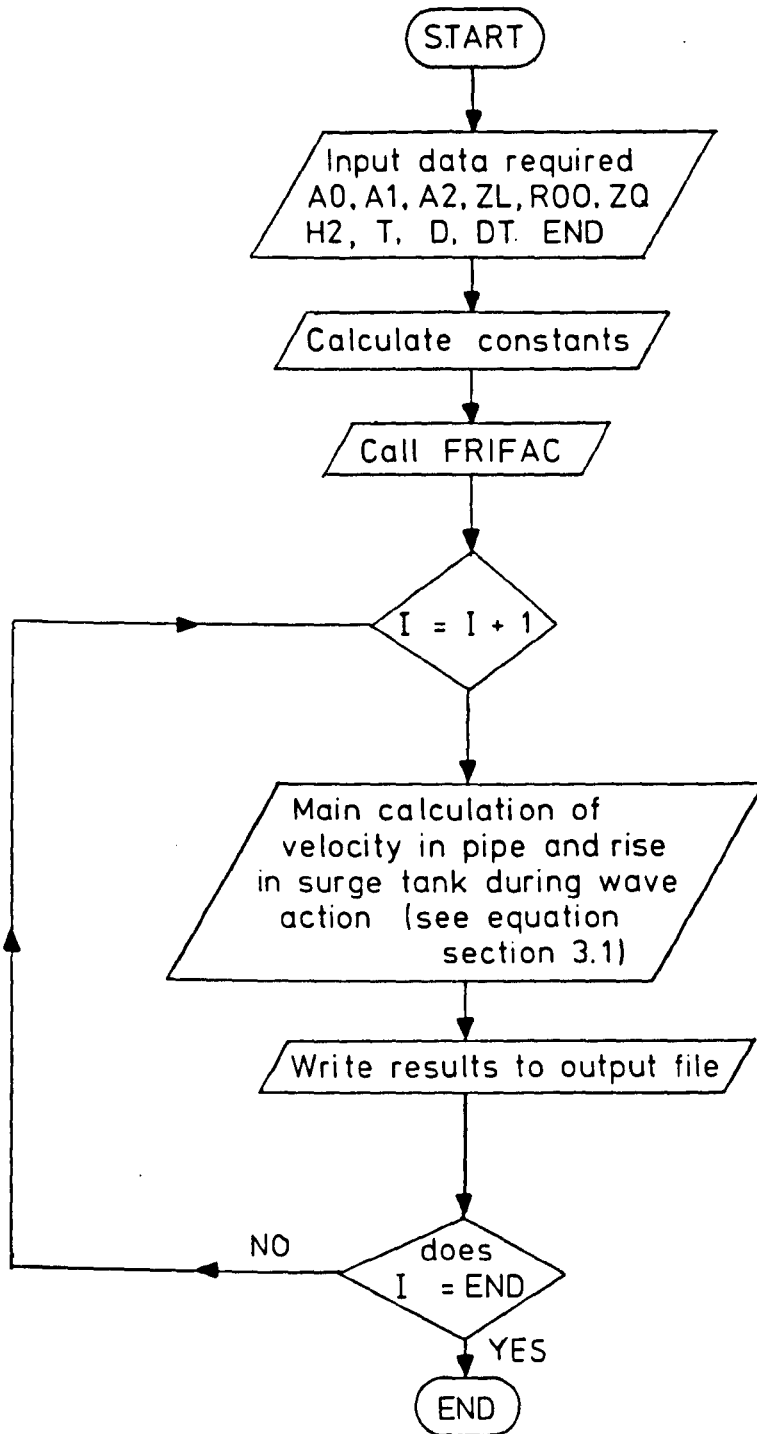 START
Input data required
A0, A1, A2, ZL, ROO, ZQ
H2, T, D, DT. END
Calculate constants
Call FRIFAC
I = I + 1
Main calculation of
velocity in pipe and rise
in surge tank during wave
action (see equation
section 3.1)
Write results to output file
NO
does
I = END
YES
END